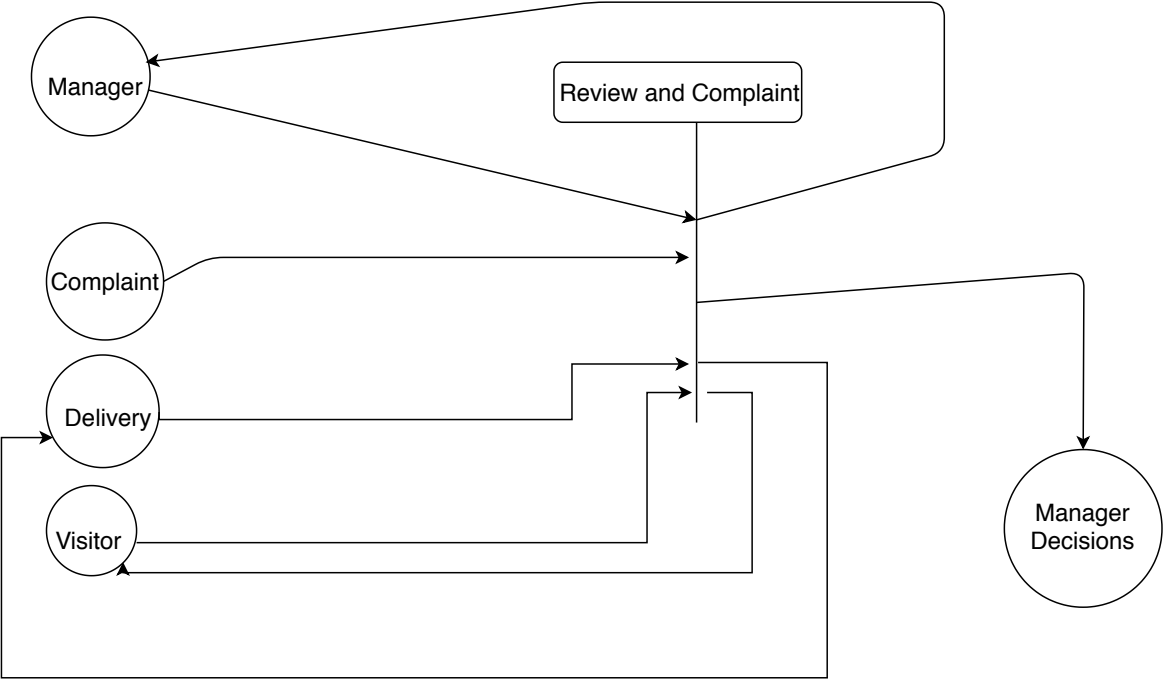 Manager
Review and Complaint
Complaint
Delivery
Visitor
Manager
Decisions